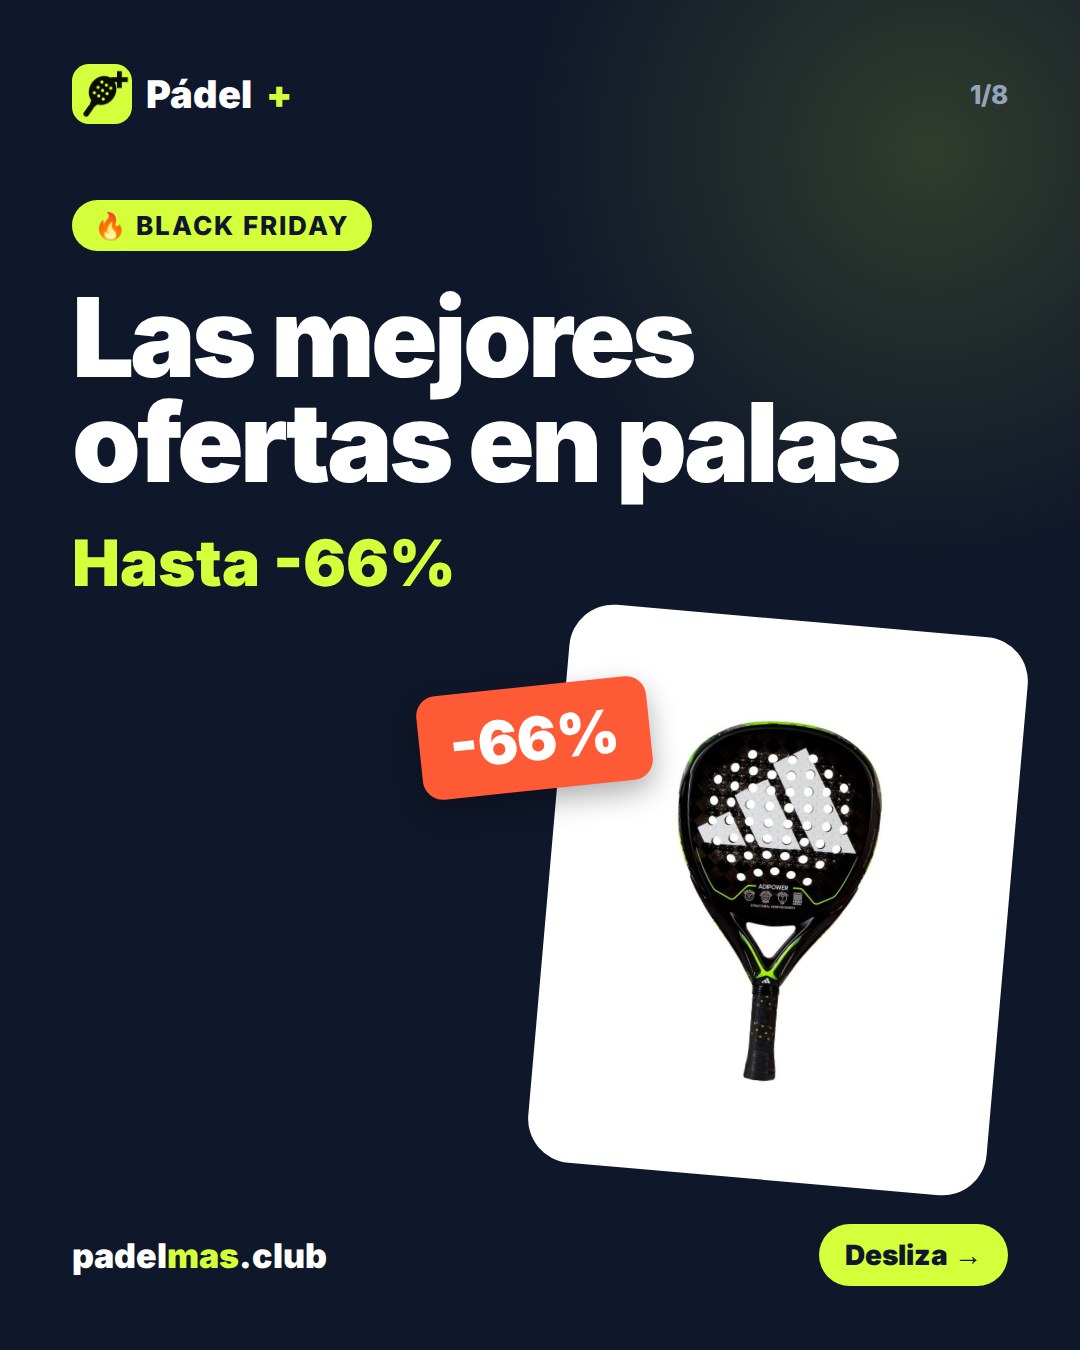 Pádel +
1/8
🔥 BLACK FRIDAY
Las mejores
ofertas en palas
Hasta -66%
-66%
ADIPOWER
padelmas.club
Desliza →